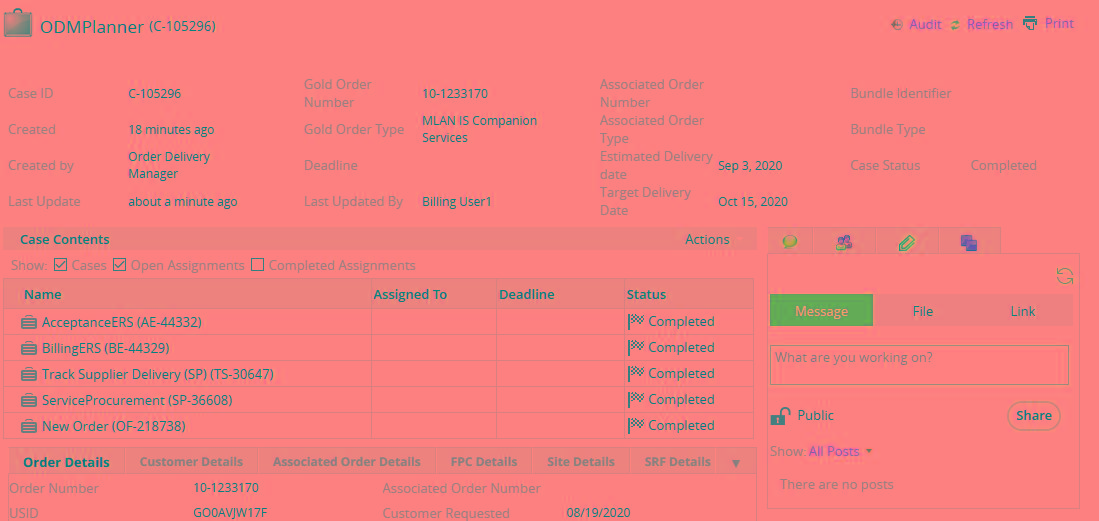 ODMPlanner (C-105296)
Audit Refresh Print
Case ID C-105296 Gold Order Number 10-1233170 Associated Order Number Bundle Identifier
Created 18 minutes ago Gold Order Type MLAN IS Companion Services Associated Order Type Bundle Type
Created by Order Delivery Manager Deadline Estimated Delivery date Sep 3, 2020 Case Status Completed
Last Update about a minute ago Last Updated By Billing User1 Target Delivery Date Oct 15, 2020
Case Contents Actions
Show: Cases Open Assignments Completed Assignments
Name Assigned To Deadline Status
AcceptanceERS (AE-44332) Completed
BillingERS (BE-44329) Completed
Track Supplier Delivery (SP) (TS-30647) Completed
ServiceProcurement (SP-36608) Completed
New Order (OF-218738) Completed
Order Details Customer Details Associated Order Details FPC Details Site Details SRF Details
Order Number 10-1233170 Associated Order Number
USID GO0AVJW17F Customer Requested 08/19/2020
Message File Link
What are you working on?
Public Share
Show: All Posts
There are no posts